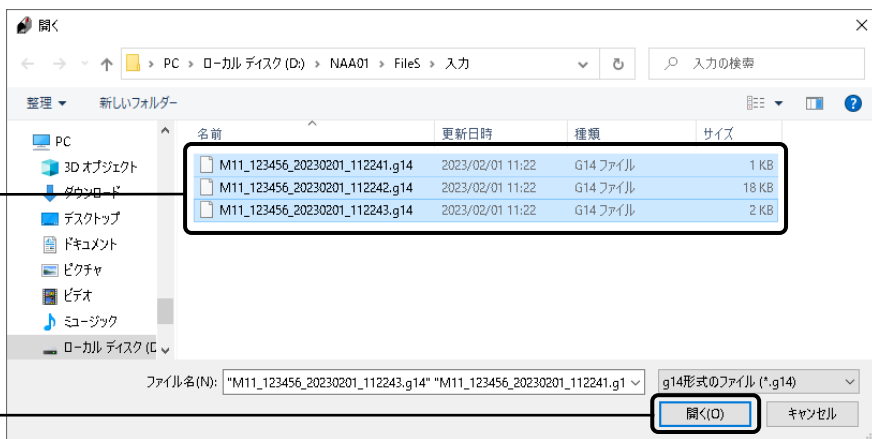 開く
PC › ローカル ディスク (D:) › NAA01 › FileS › 入力
入力の検索
整理
新しいフォルダー
名前 更新日時 種類 サイズ
M11_123456_20230201_112241.g14 2023/02/01 11:22 G14 ファイル 1 KB
M11_123456_20230201_112242.g14 2023/02/01 11:22 G14 ファイル 18 KB
M11_123456_20230201_112243.g14 2023/02/01 11:22 G14 ファイル 2 KB
PC
3D オブジェクト
ダウンロード
デスクトップ
ドキュメント
ピクチャ
ビデオ
ミュージック
ローカル ディスク (D
ファイル名(N): "M11_123456_20230201_112243.g14" "M11_123456_20230201_112241.g1
g14形式のファイル (*.g14)
開く(O) キャンセル